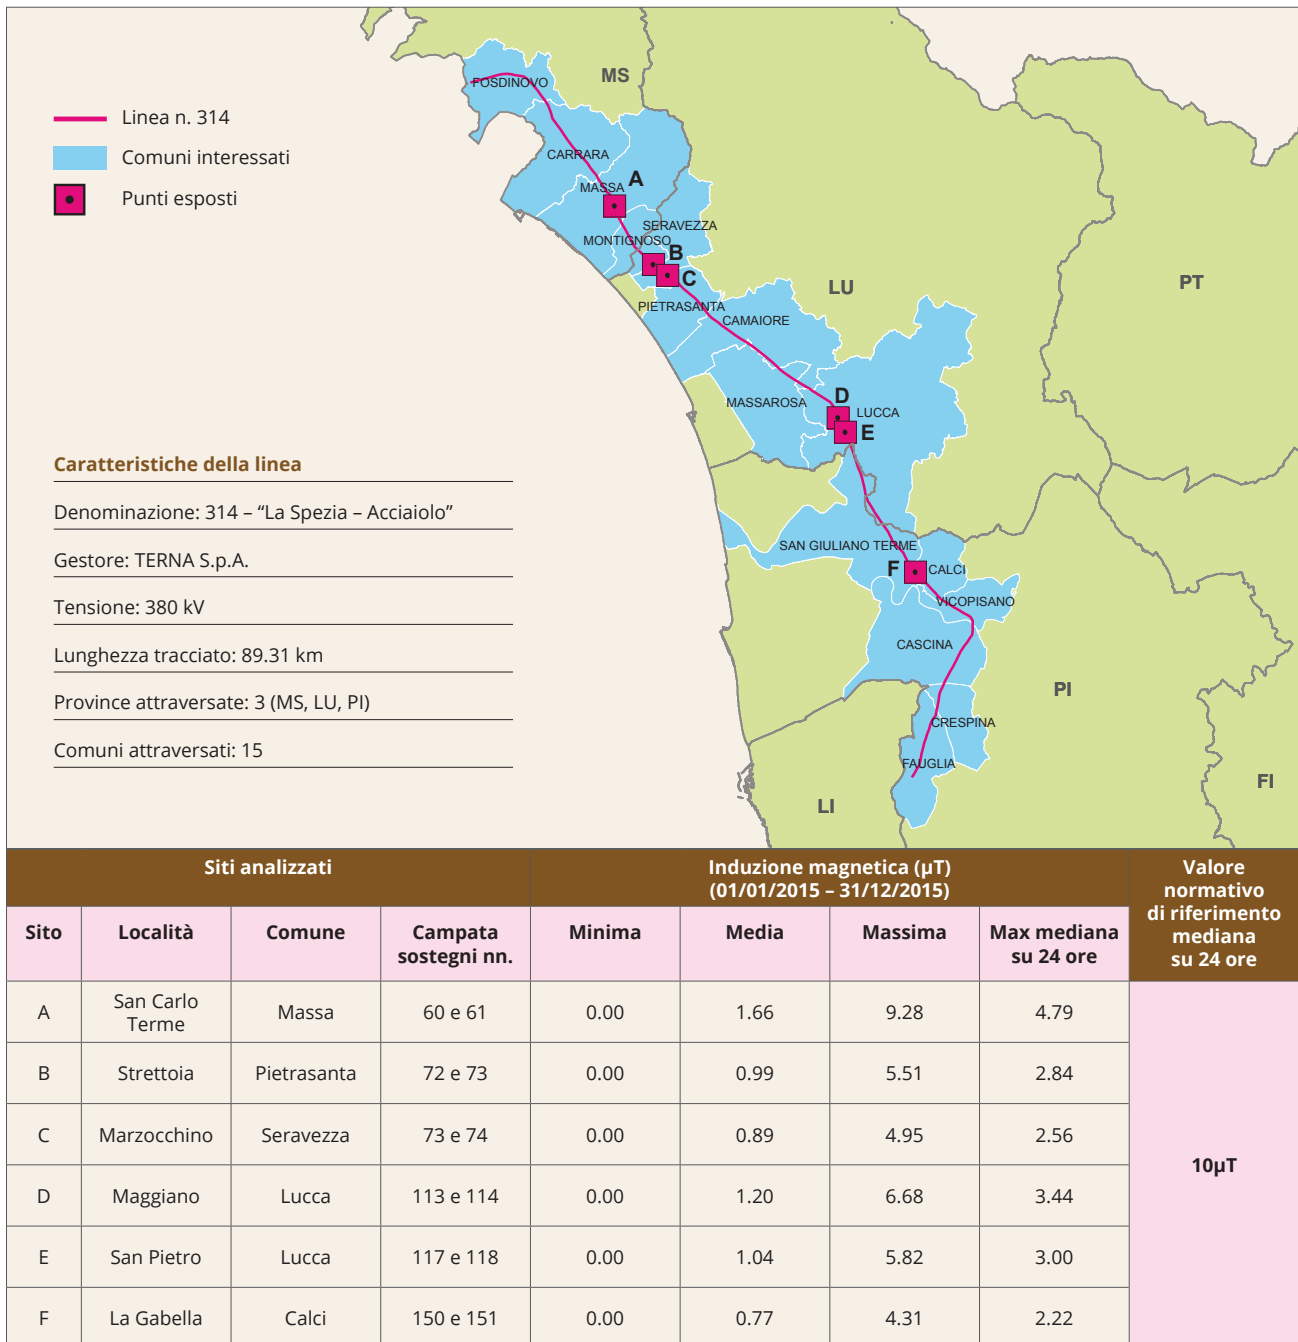 Linea n. 314
Comuni interessati
Punti esposti
FOSDINOVO
MS
CARRARA
MASSA
A
SERAVEZZA
MONTIGNOSO
B
C
PIETRASANTA
CAMAIORE
LU
PT
MASSAROSA
D
LUCCA
E
SAN GIULIANO TERME
F
CALCI
VICOPISANO
CASCINA
PI
CRESPINA
FAUGLIA
LI
FI
Caratteristiche della linea
Denominazione: 314 – “La Spezia – Acciaiolo”
Gestore: TERNA S.p.A.
Tensione: 380 kV
Lunghezza tracciato: 89.31 km
Province attraversate: 3 (MS, LU, PI)
Comuni attraversati: 15
Siti analizzati
Induzione magnetica (µT)
(01/01/2015 – 31/12/2015)
Valore
normativo
di riferimento
mediana
su 24 ore
Sito Località Comune Campata sostegni nn. Minima Media Massima Max mediana su 24 ore
A San Carlo Terme Massa 60 e 61 0.00 1.66 9.28 4.79
B Strettoia Pietrasanta 72 e 73 0.00 0.99 5.51 2.84
C Marzocchino Seravezza 73 e 74 0.00 0.89 4.95 2.56
10µT
D Maggiano Lucca 113 e 114 0.00 1.20 6.68 3.44
E San Pietro Lucca 117 e 118 0.00 1.04 5.82 3.00
F La Gabella Calci 150 e 151 0.00 0.77 4.31 2.22